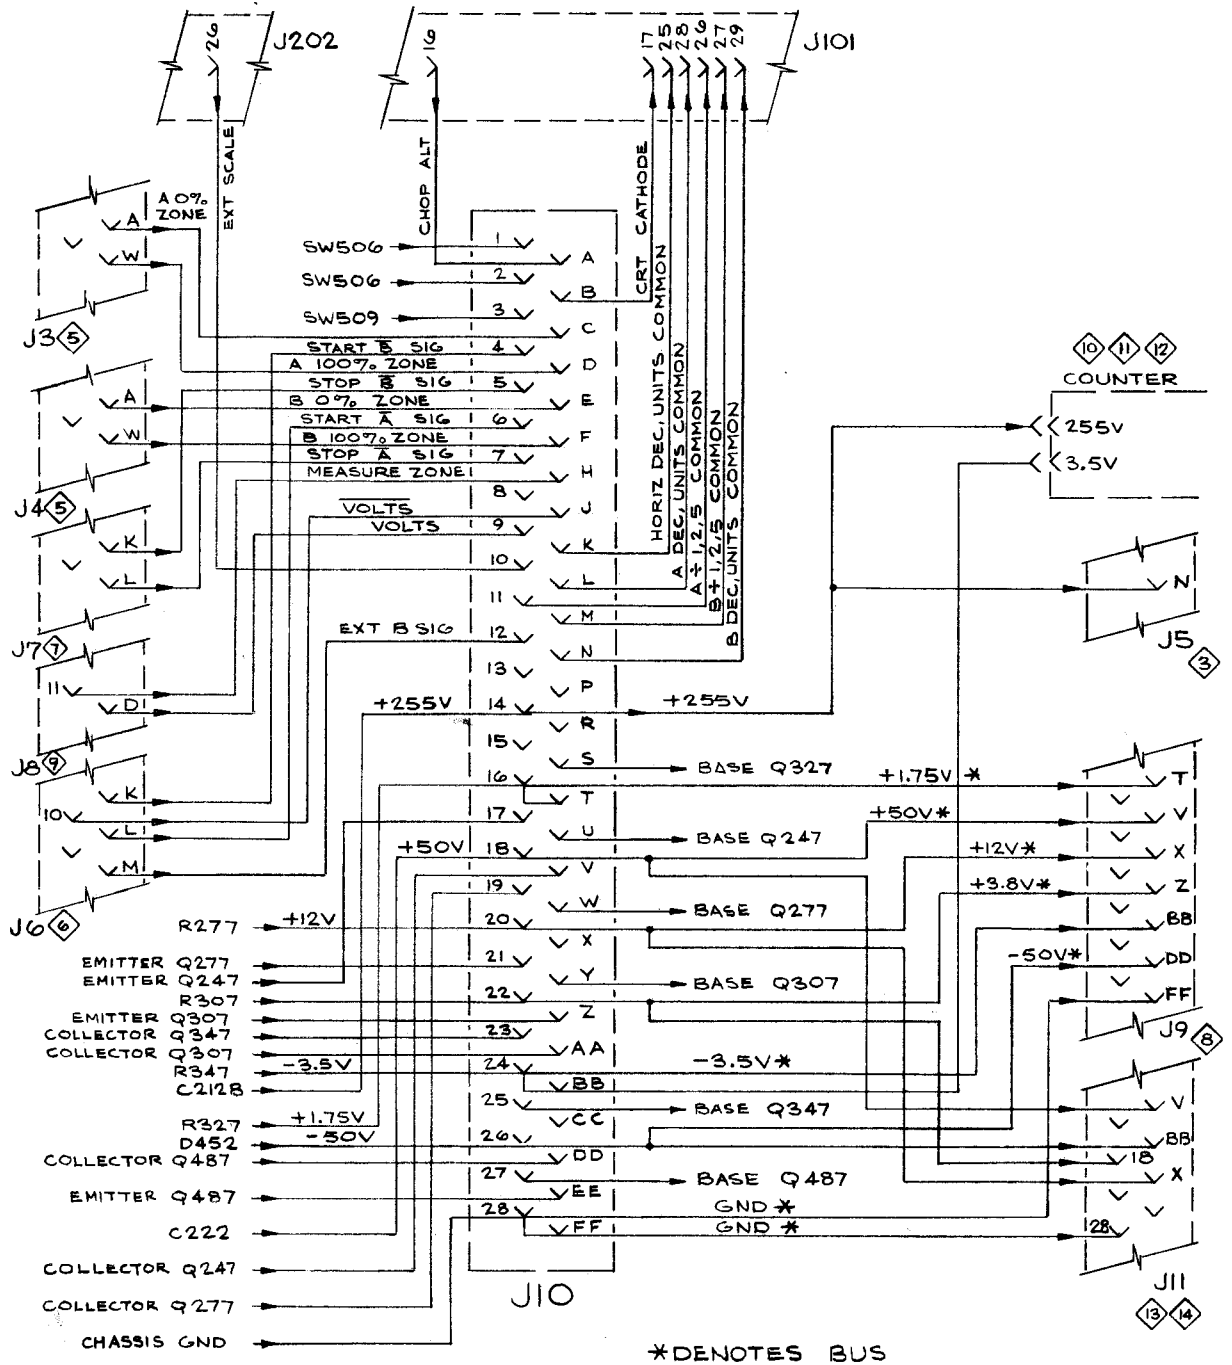 26
J202
16
17
25
28
26
27
29
J101
EXT SCALE
CHOP ALT
CRT CATHODE
HORIZ DEC, UNITS COMMON
A DEC, UNITS COMMON
A ÷ 1,2,5 COMMON
B ÷ 1,2,5 COMMON
B DEC, UNITS COMMON
A 0%
ZONE
A
W
J3 5
A
W
J4 5
K
L
J7 7
11
D
J8 9
K
10
L
M
J6 6
SW506
1
A
SW506
2
B
SW509
3
C
START B̅ SIG
4
A 100% ZONE
D
STOP B̅ SIG
5
B 0% ZONE
E
START A̅ SIG
6
B 100% ZONE
F
STOP A̅ SIG
7
MEASURE ZONE
H
8
V̅O̅L̅T̅S̅
J
VOLTS
9
K
10
L
11
M
EXT B SIG
12
N
13
P
+255V
14
+255V
R
15
S
BASE Q327
16
+1.75V *
T
17
U
BASE Q247
+50V
18
+50V *
V
19
W
BASE Q277
R277
+12V
20
+12V *
X
EMITTER Q277
21
EMITTER Q247
Y
BASE Q307
R307
22
+3.8V *
EMITTER Q307
Z
COLLECTOR Q347
23
COLLECTOR Q307
AA
R347
-3.5V
24
-3.5V *
C212B
BB
25
BASE Q347
R327
+1.75V
CC
D452
-50V
26
-50V *
COLLECTOR Q487
DD
27
BASE Q487
EMITTER Q487
EE
28
GND *
C222
FF
GND *
COLLECTOR Q247
COLLECTOR Q277
CHASSIS GND
J10
10 11 12
COUNTER
255V
3.5V
N
J5
3
T
V
X
Z
BB
DD
FF
J9 8
V
BB
18
X
28
J11
13 14
* DENOTES BUS